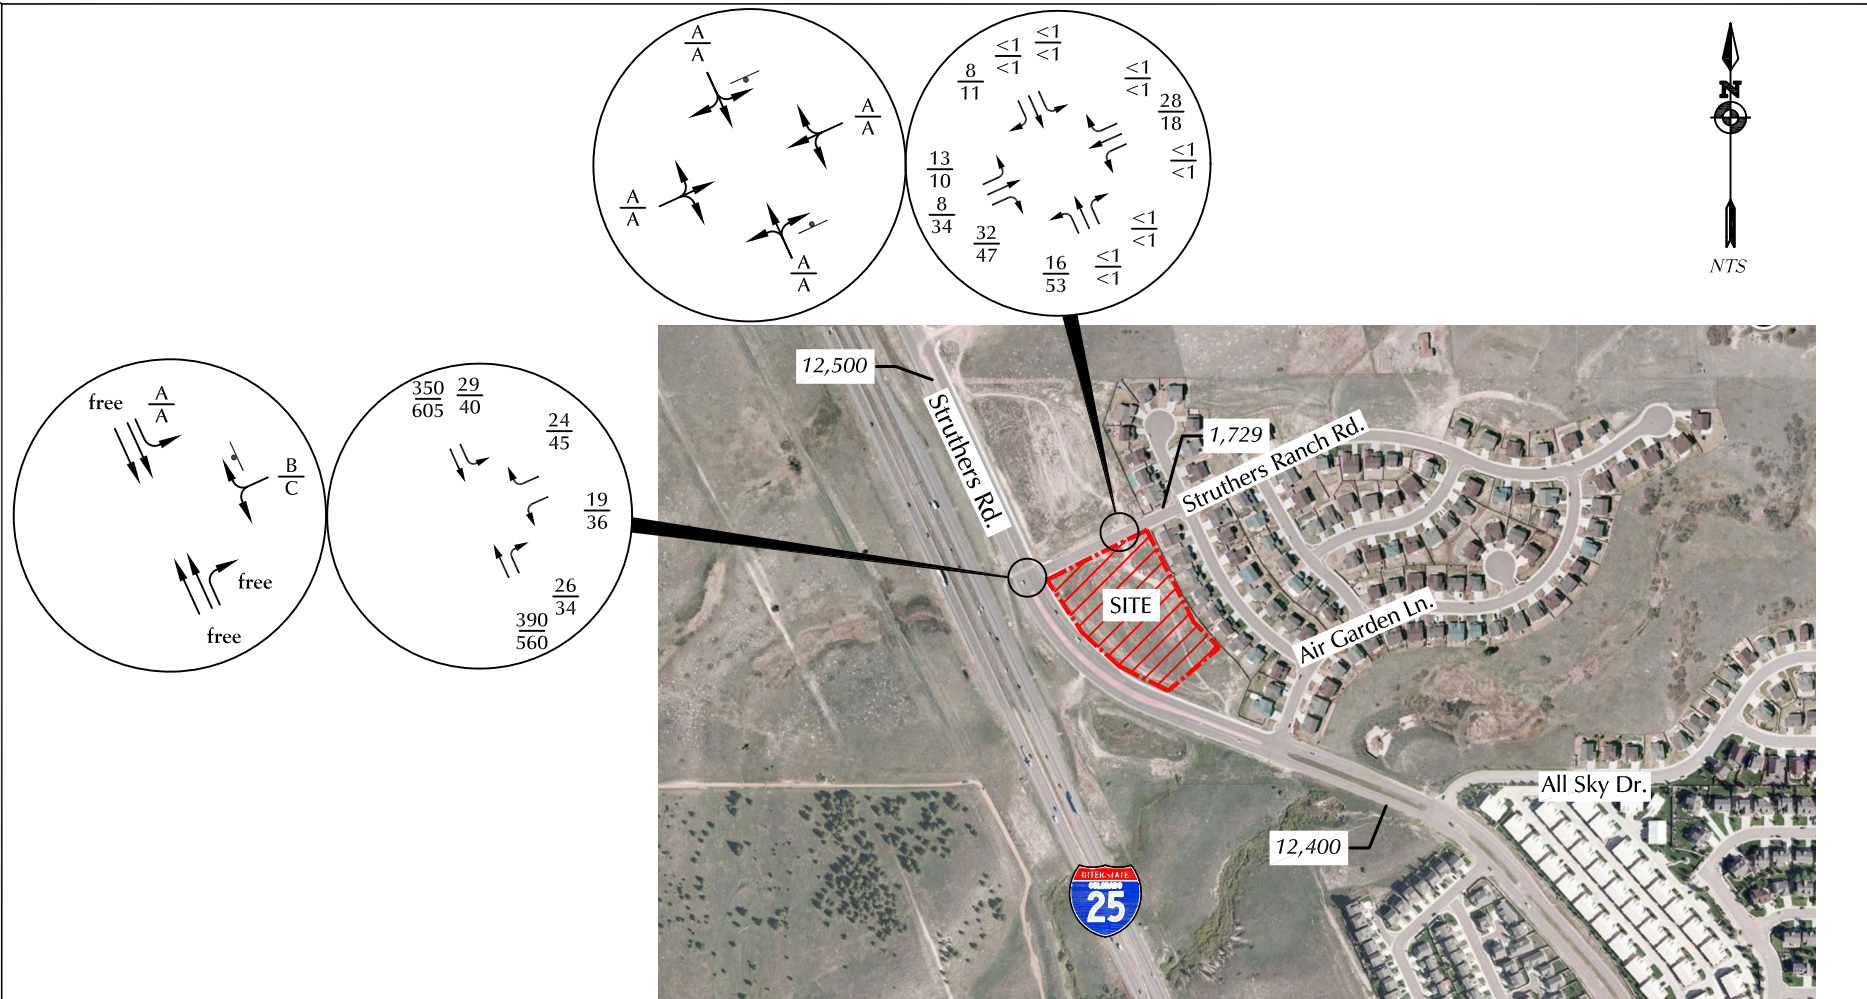 A
A
A
A
A
A
A
A
<1
<1
<1
<1
8
11
<1
<1
28
18
<1
<1
13
10
8
34
32
47
16
53
<1
<1
<1
<1
N
NTS
free
A
A
B
C
free
free
350
605
29
40
24
45
19
36
26
34
390
560
12,500
Struthers Rd.
1,729
Struthers Ranch Rd.
SITE
Air Garden Ln.
All Sky Dr.
12,400
INTERSTATE
COLORADO
25